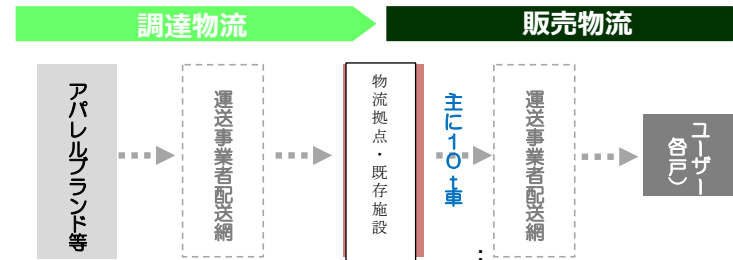 調達物流
販売物流
アパレルブランド等
運送事業者配送網
物流拠点・既存施設
主に10t車
運送事業者配送網
ユーザー
各戸）